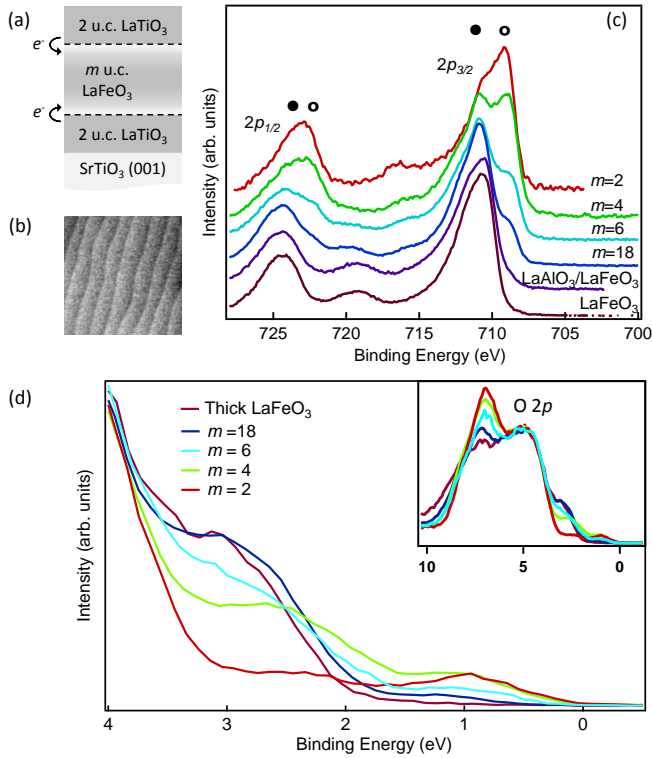 (a)
2 u.c. LaTiO₃
e⁻
m u.c.
LaFeO₃
e⁻
2 u.c. LaTiO₃
SrTiO₃ (001)
(b)
(c)
Intensity (arb. units)
2p₁/₂
2p₃/₂
m=2
m=4
m=6
m=18
LaAlO₃/LaFeO₃
LaFeO₃
725 719 715 709 705 700
Binding Energy (eV)
(d)
Intensity (arb. units)
Thick LaFeO₃
m =18
m = 6
m = 4
m = 2
O 2p
10 5 0
4 3 2 1 0
Binding Energy (eV)